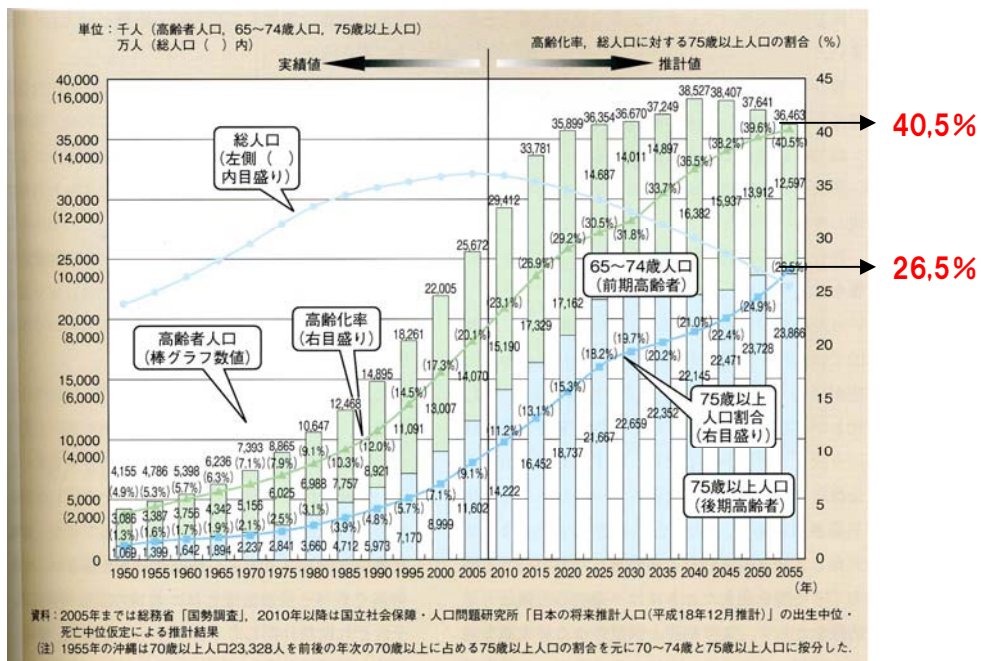 単位：千人（高齢者人口，65〜74歳人口，75歳以上人口）
万人（総人口（　）内）
高齢化率，総人口に対する75歳以上人口の割合（%）
実績値
推計値
40,000
(16,000)
35,000
(14,000)
30,000
(12,000)
25,000
(10,000)
20,000
(8,000)
15,000
(6,000)
10,000
(4,000)
5,000
(2,000)
0
45
40
35
30
25
20
15
10
5
0
40,5%
26,5%
総人口
（左側（　）
内目盛り）
高齢者人口
（棒グラフ数値）
高齢化率
（右目盛り）
65〜74歳人口
（前期高齢者）
75歳以上
人口割合
（右目盛り）
75歳以上人口
（後期高齢者）
4,155 4,786 5,398 6,236 7,393 8,865 10,647 12,468 14,895 18,261 22,005 25,672 29,412 33,781 35,899 36,354 36,670 37,249 38,527 38,407 37,641 36,463
(4.9%) (5.3%) (5.7%) (6.3%) (7.1%) (7.9%) (9.1%) (10.3%) (12.0%) (14.5%) (17.3%) (20.1%) (23.1%) (26.9%) (29.2%) (30.5%) (31.8%) (33.7%) (36.5%) (38.2%) (39.6%) (40.5%)
3,086 3,387 3,756 4,342 5,156 6,025 6,988 7,757 8,921 11,091 13,007 14,070 15,190 17,329 17,162 14,687 14,011 14,897 16,382 15,937 13,912 12,597
(1.3%) (1.6%) (1.7%) (1.9%) (2.1%) (2.5%) (3.1%) (3.9%) (4.8%) (5.7%) (7.1%) (9.1%) (11.2%) (13.1%) (15.3%) (18.2%) (19.7%) (20.2%) (21.0%) (22.4%) (24.9%) (26.5%)
1,069 1,399 1,642 1,894 2,237 2,841 3,660 4,712 5,973 7,170 8,999 11,602 14,222 16,452 18,737 21,667 22,659 22,352 22,145 22,471 23,728 23,866
1950 1955 1960 1965 1970 1975 1980 1985 1990 1995 2000 2005 2010 2015 2020 2025 2030 2035 2040 2045 2050 2055
（年）
資料：2005年までは総務省「国勢調査」，2010年以降は国立社会保障・人口問題研究所「日本の将来推計人口（平成18年12月推計）」の出生中位・
死亡中位仮定による推計結果
（注）1955年の沖縄は70歳以上人口23,328人を前後の年次の70歳以上に占める75歳以上人口の割合を元に70〜74歳と75歳以上人口に按分した．